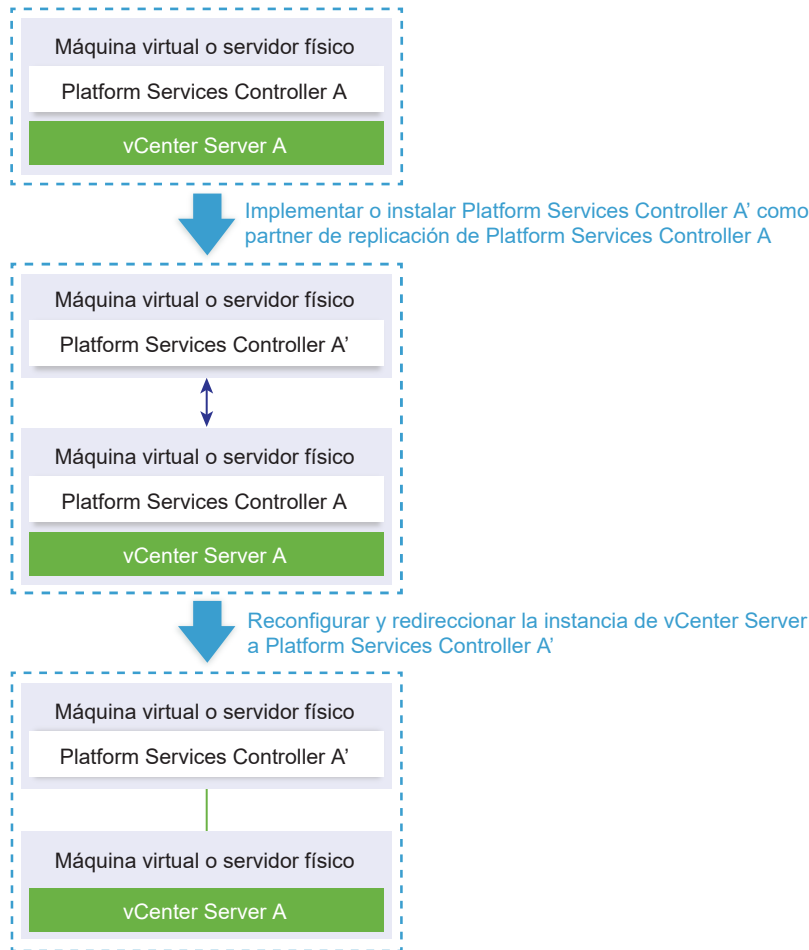 Máquina virtual o servidor físico
Platform Services Controller A
vCenter Server A
Implementar o instalar Platform Services Controller A’ como
partner de replicación de Platform Services Controller A
Máquina virtual o servidor físico
Platform Services Controller A’
Máquina virtual o servidor físico
Platform Services Controller A
vCenter Server A
Reconfigurar y redireccionar la instancia de vCenter Server
a Platform Services Controller A’
Máquina virtual o servidor físico
Platform Services Controller A’
Máquina virtual o servidor físico
vCenter Server A